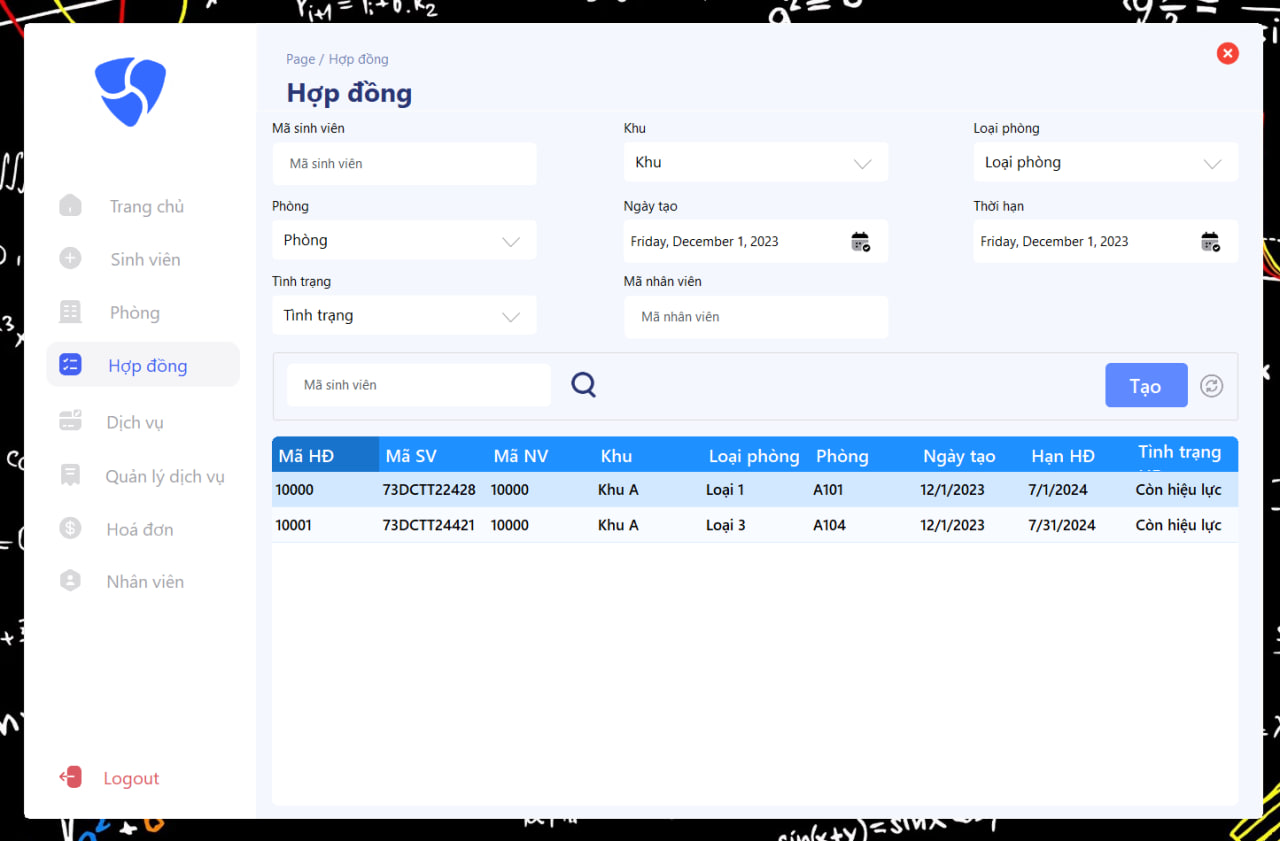 Page / Hợp đồng
Hợp đồng
Mã sinh viên
Khu
Loại phòng
Mã sinh viên
Khu
Loại phòng
Phòng
Ngày tạo
Thời hạn
Phòng
Friday, December 1, 2023
Friday, December 1, 2023
Tình trạng
Mã nhân viên
Tình trạng
Mã nhân viên
Mã sinh viên
Tạo
Trang chủ
Sinh viên
Phòng
Hợp đồng
Dịch vụ
Quản lý dịch vụ
Hoá đơn
Nhân viên
Logout
Mã HĐ Mã SV Mã NV Khu Loại phòng Phòng Ngày tạo Hạn HĐ Tình trạng
10000 73DCTT22428 10000 Khu A Loại 1 A101 12/1/2023 7/1/2024 Còn hiệu lực
10001 73DCTT24421 10000 Khu A Loại 3 A104 12/1/2023 7/31/2024 Còn hiệu lực